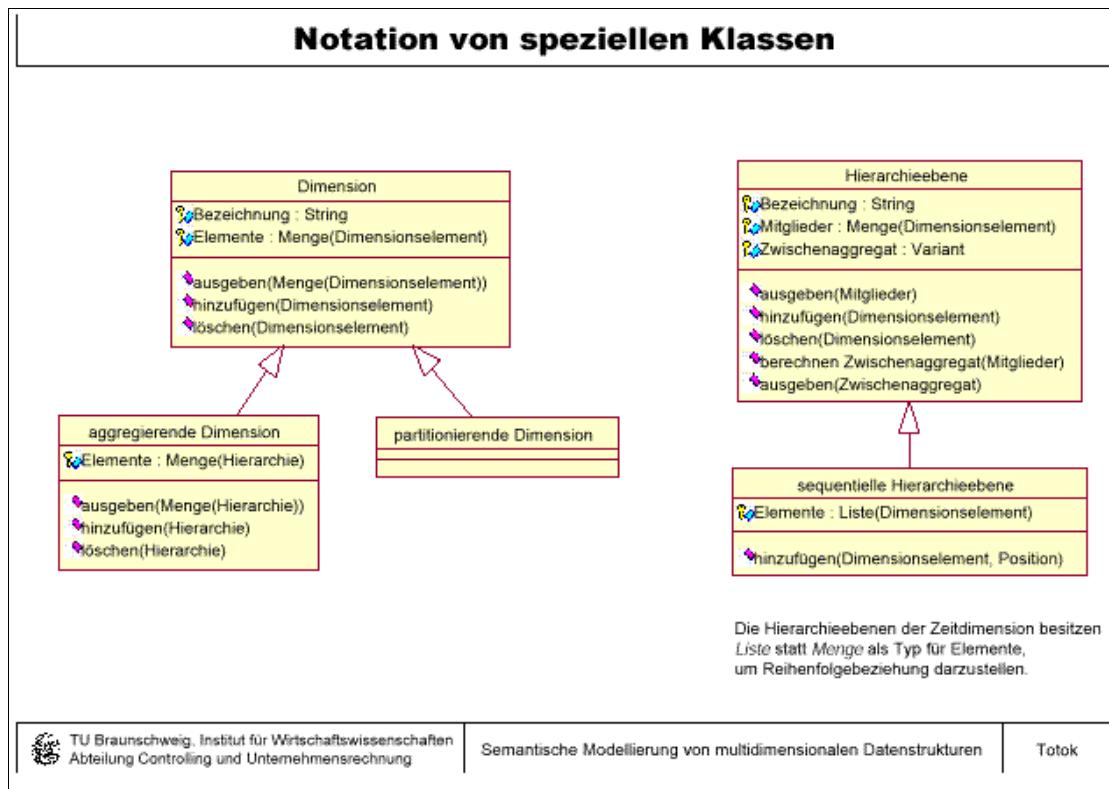 Notation von speziellen Klassen
Dimension
Bezeichnung : String
Elemente : Menge(Dimensionselement)
ausgeben(Menge(Dimensionselement))
hinzufügen(Dimensionselement)
löschen(Dimensionselement)
aggregierende Dimension
Elemente : Menge(Hierarchie)
ausgeben(Menge(Hierarchie))
hinzufügen(Hierarchie)
löschen(Hierarchie)
partitionierende Dimension
Hierarchieebene
Bezeichnung : String
Mitglieder : Menge(Dimensionselement)
Zwischenaggregat : Variant
ausgeben(Mitglieder)
hinzufügen(Dimensionselement)
löschen(Dimensionselement)
berechnen Zwischenaggregat(Mitglieder)
ausgeben(Zwischenaggregat)
sequentielle Hierarchieebene
Elemente : Liste(Dimensionselement)
hinzufügen(Dimensionselement, Position)
Die Hierarchieebenen der Zeitdimension besitzen
Liste statt Menge als Typ für Elemente,
um Reihenfolgebeziehung darzustellen.
TU Braunschweig, Institut für Wirtschaftswissenschaften
Abteilung Controlling und Unternehmensrechnung
Semantische Modellierung von multidimensionalen Datenstrukturen
Totok